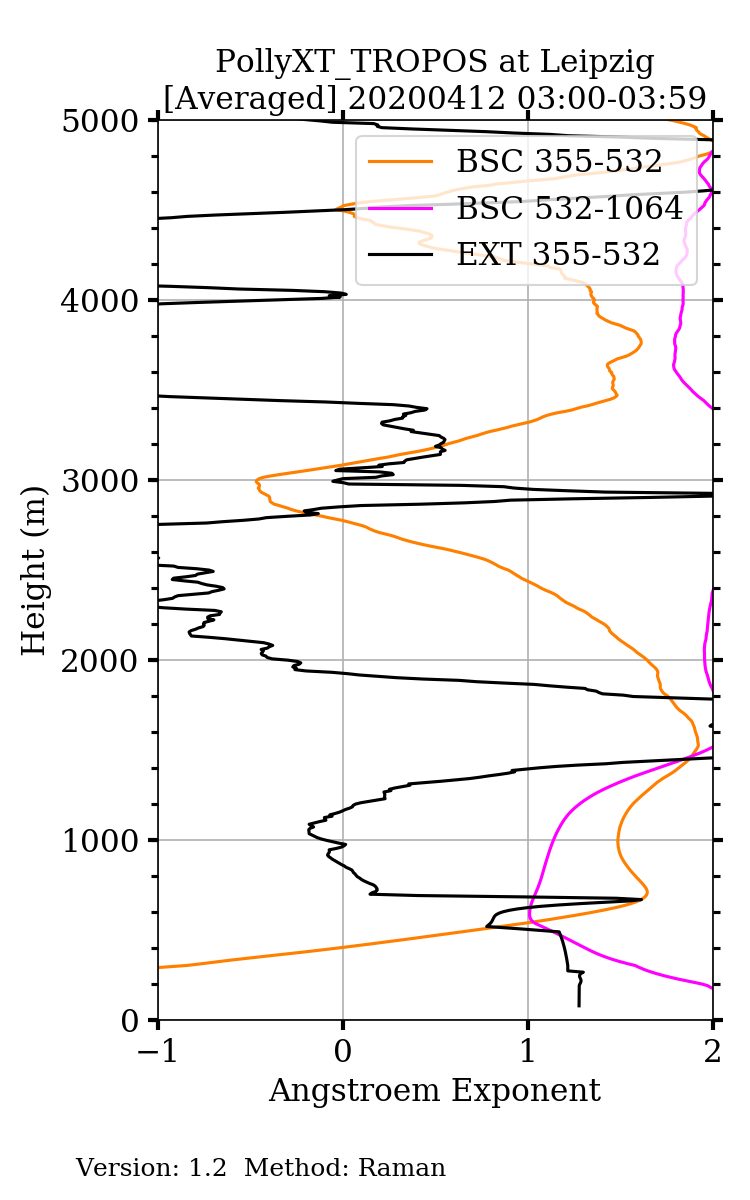 PollyXT_TROPOS at Leipzig
[Averaged] 20200412 03:00-03:59
BSC 355-532
BSC 532-1064
EXT 355-532
5000
4000
3000
2000
1000
0
Height (m)
−1 0 1 2
Angstroem Exponent
Version: 1.2 Method: Raman